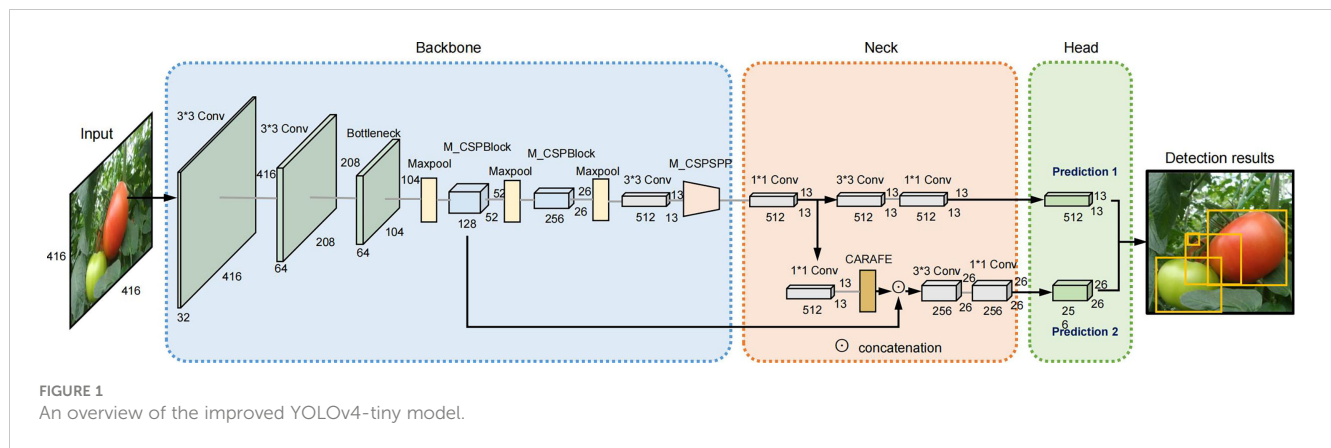 Backbone
Neck
Head
Input
416
416
3*3 Conv
416
416
32
3*3 Conv
208
208
64
Bottleneck
104
104
64
Maxpool
M_CSPBlock
52
52
128
Maxpool
M_CSPBlock
26
26
256
Maxpool
3*3 Conv
13
13
512
M_CSPSPP
1*1 Conv
13
13
512
3*3 Conv
13
13
512
1*1 Conv
13
13
512
Prediction 1
13
13
512
1*1 Conv
13
13
512
CARAFE
3*3 Conv
26
26
256
1*1 Conv
26
26
256
26
26
25
6
Prediction 2
⊙ concatenation
Detection results
FIGURE 1
An overview of the improved YOLOv4-tiny model.